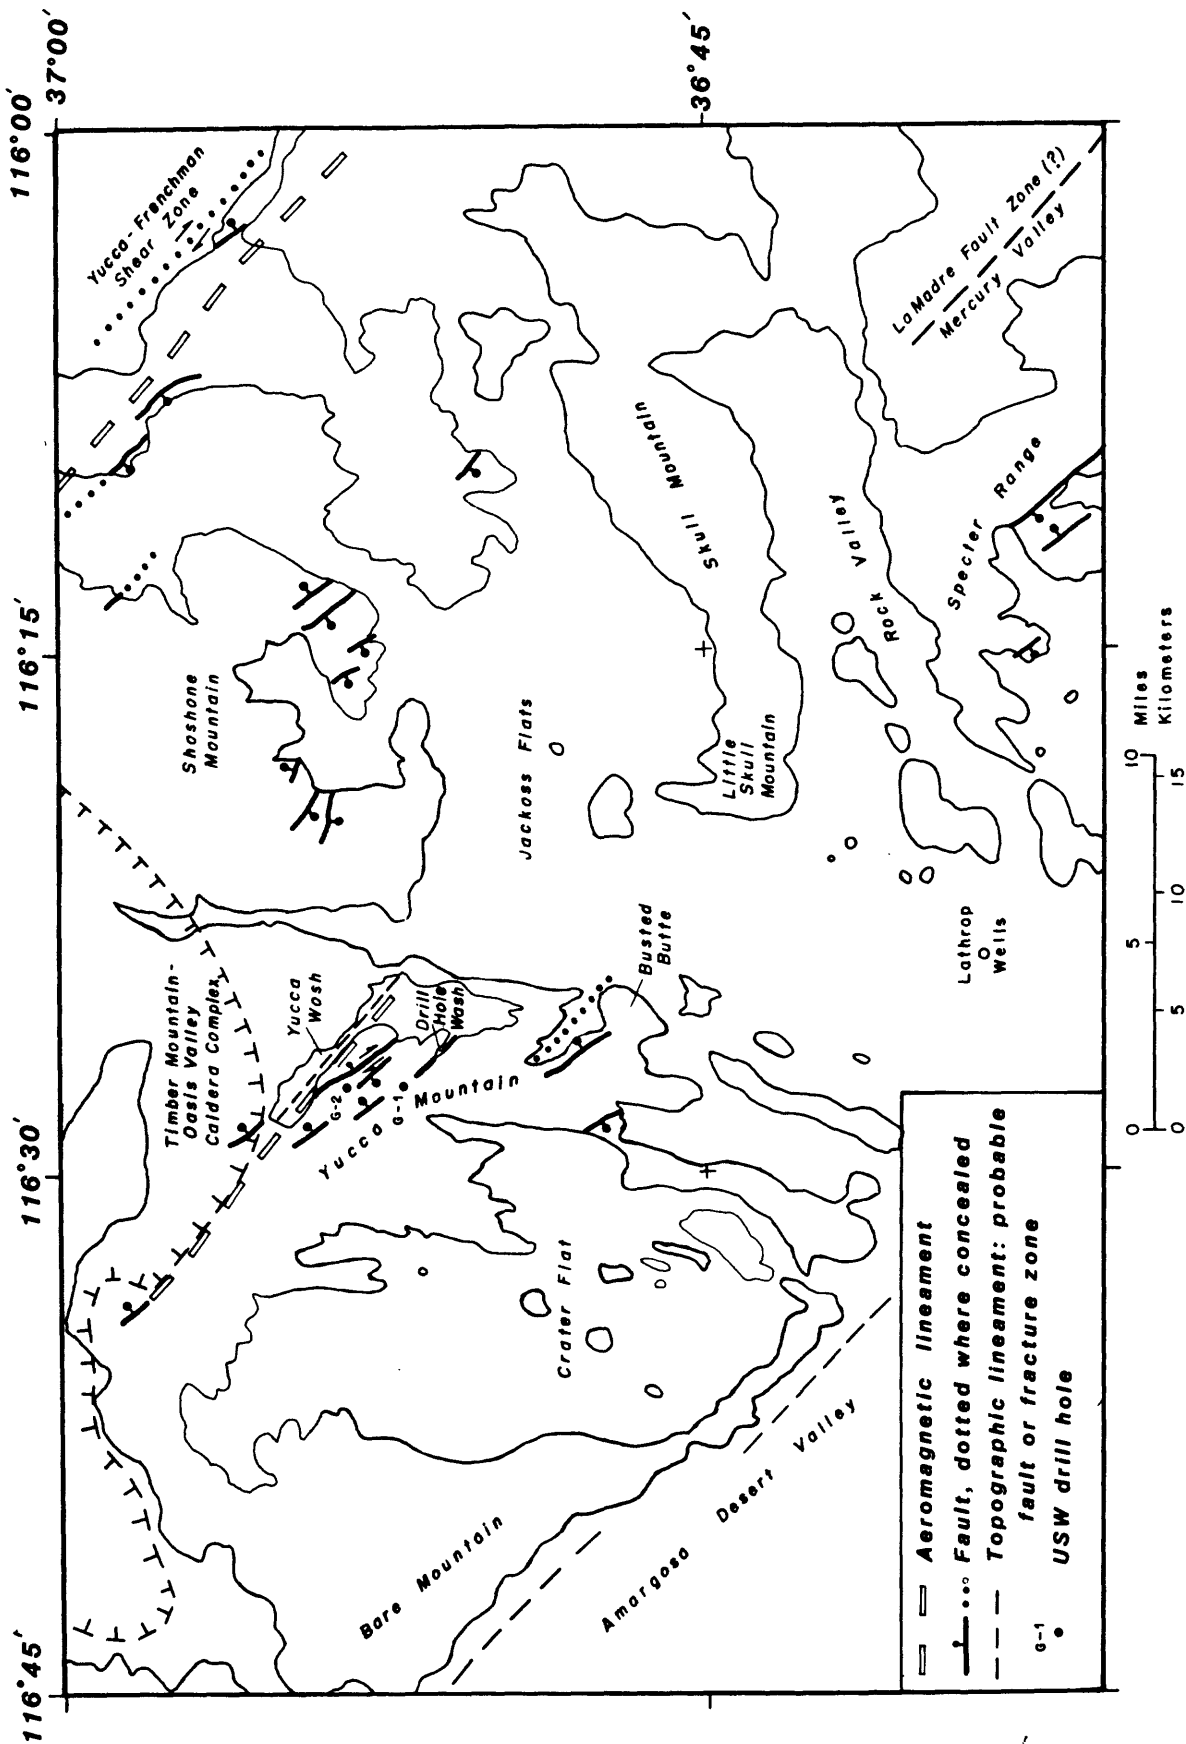 116°45′
116°30′
116°15′
116°00′
37°00′
36°45′
Yucca-Frenchman
Shear Zone
Shoshone
Mountain
Timber Mountain-
Oasis Valley
Caldera Complex
Yucca
Wash
Drill
Hole
Wash
G-2
G-1
Yucca Mountain
Busted
Butte
Jackass Flats
Skull Mountain
Little
Skull
Mountain
Rock Valley
Specter Range
La Madre Fault Zone (?)
Mercury Valley
Lathrop
Wells
Crater Flat
Bare Mountain
Amargosa Desert Valley
Aeromagnetic lineament
Fault, dotted where concealed
Topographic lineament: probable
fault or fracture zone
G-1
USW drill hole
0 5 10 Miles
0 5 10 15 Kilometers